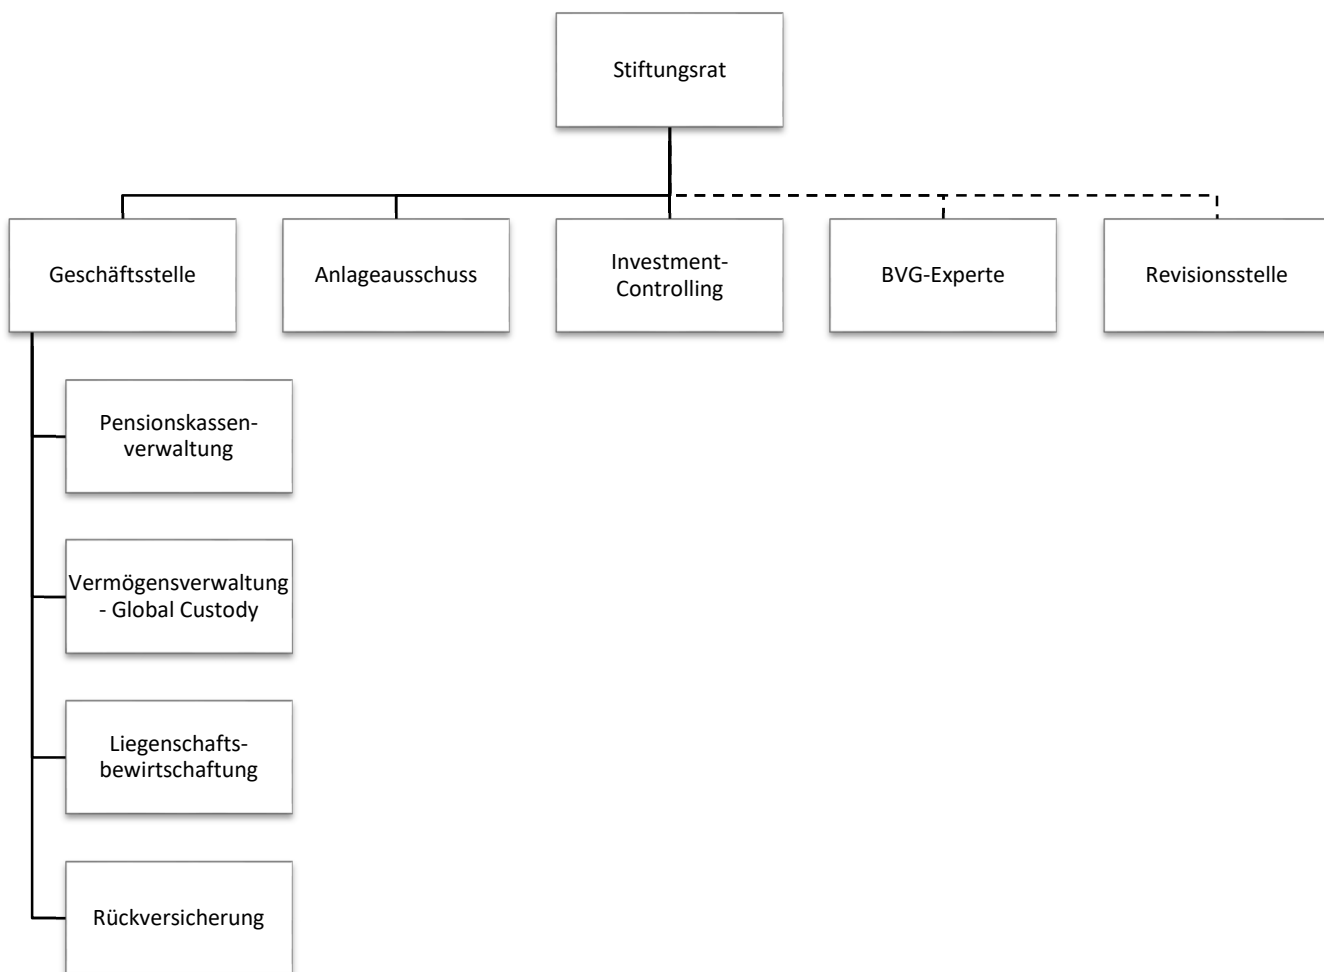 Stiftungsrat
Geschäftsstelle
Anlageausschuss
Investment-
Controlling
BVG-Experte
Revisionsstelle
Pensionskassen-
verwaltung
Vermögensverwaltung
- Global Custody
Liegenschafts-
bewirtschaftung
Rückversicherung